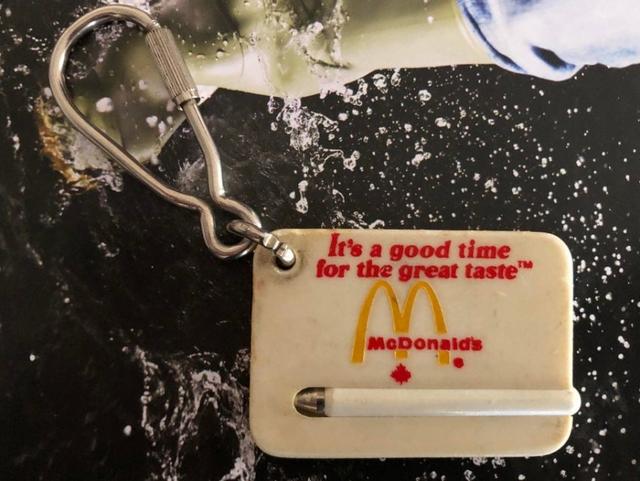 It's a good time
for the great taste™
McDonald's®